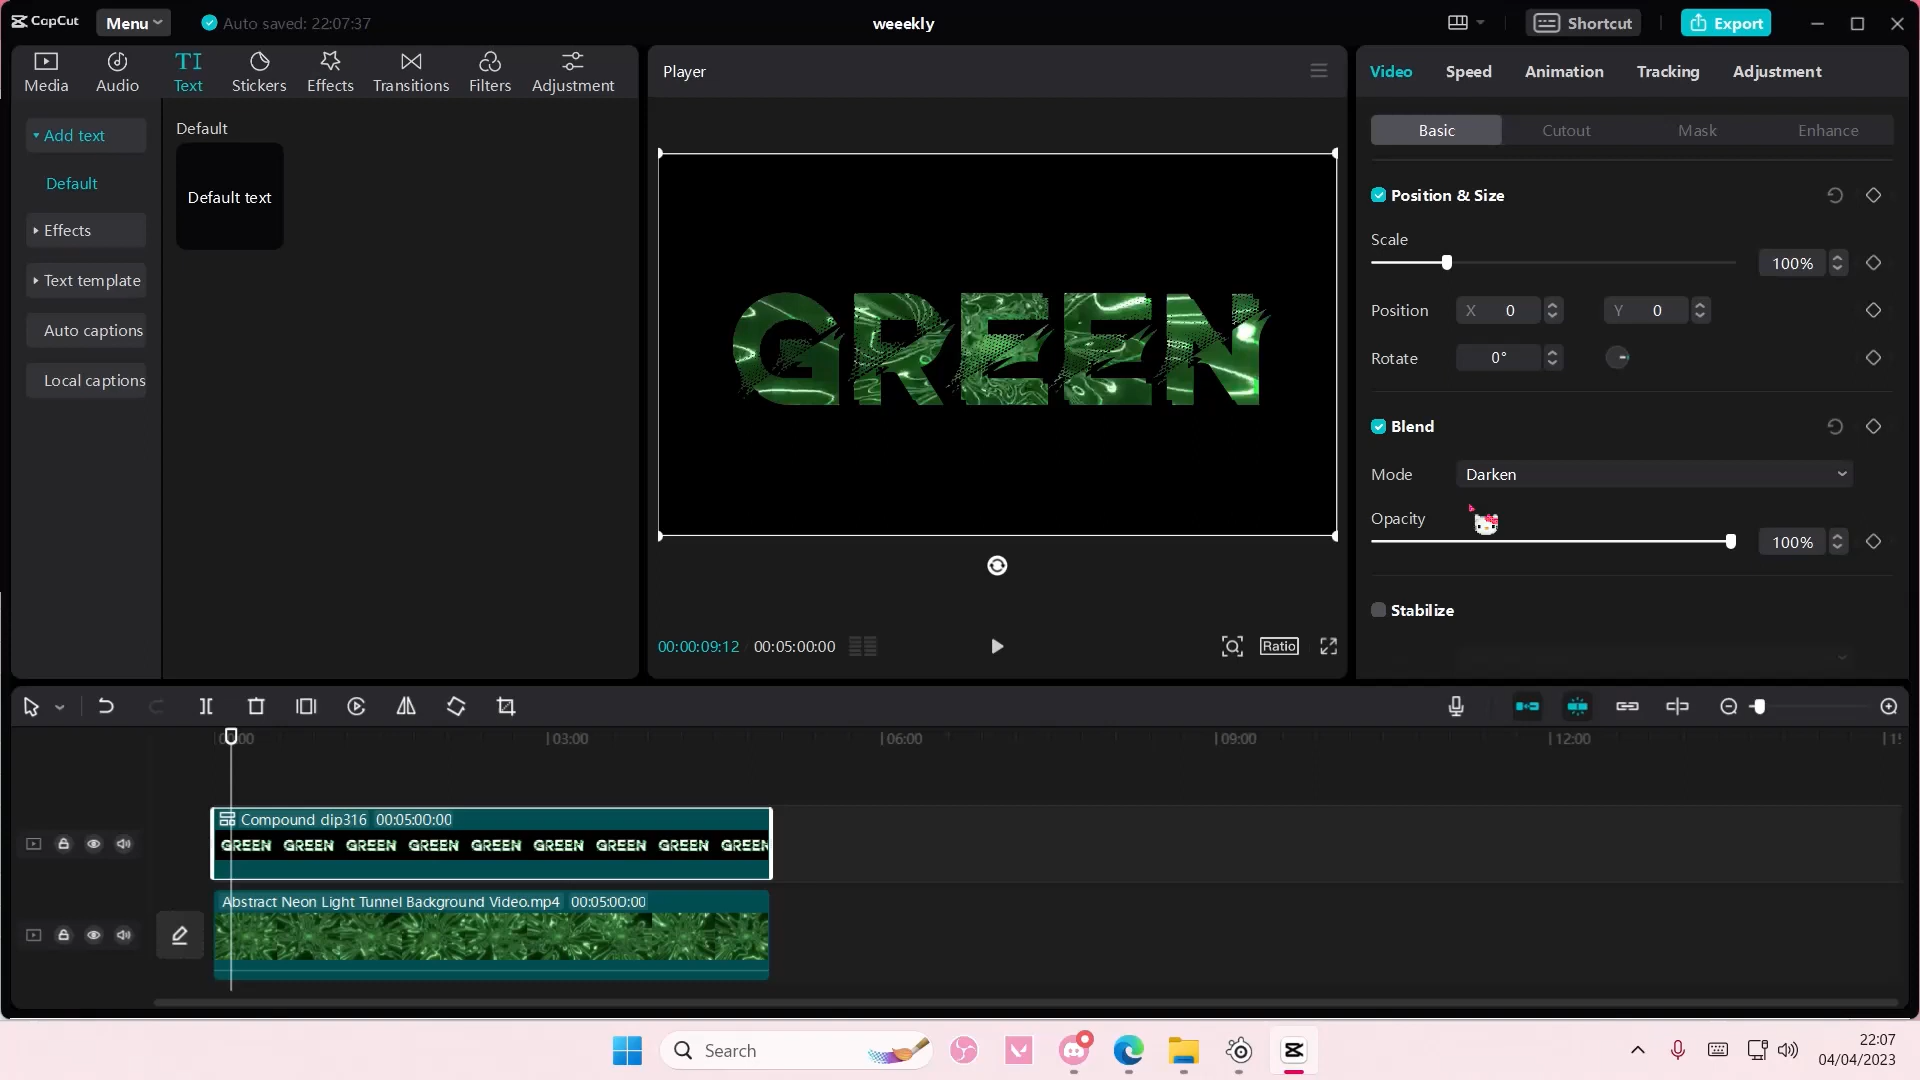 CapCut
Menu
Auto saved: 22:07:37
weeekly
Shortcut
Export
Media
Audio
TI
Text
Stickers
Effects
Transitions
Filters
Adjustment
Add text
Default
Effects
Text template
Auto captions
Local captions
Default
Default text
Player
GREEN
00:00:09:12 00:05:00:00
Ratio
Video
Speed
Animation
Tracking
Adjustment
Basic
Cutout
Mask
Enhance
Position & Size
Scale
100%
Position X 0 Y 0
Rotate 0°
Blend
Mode Darken
Opacity
100%
Stabilize
00:00 |03:00 |06:00 |09:00 |12:00
Compound clip316 00:05:00:00
GREEN GREEN GREEN GREEN GREEN GREEN GREEN GREEN GREEN
Abstract Neon Light Tunnel Background Video.mp4 00:05:00:00
Search
22:07
04/04/2023